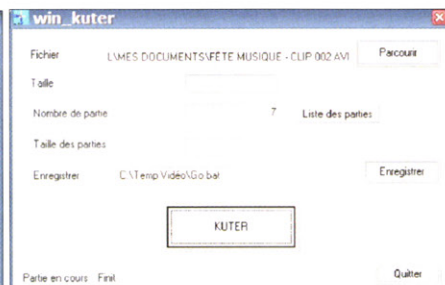 win_kuter
Fichier L:\MES DOCUMENTS\FÊTE MUSIQUE - CLIP 002.AVI Parcourir
Taille
Nombre de partie 7 Liste des parties
Taille des parties
Enregistrer C:\Temp Vidéo\Go.bat Enregistrer
KUTER
Partie en cours Finit Quitter